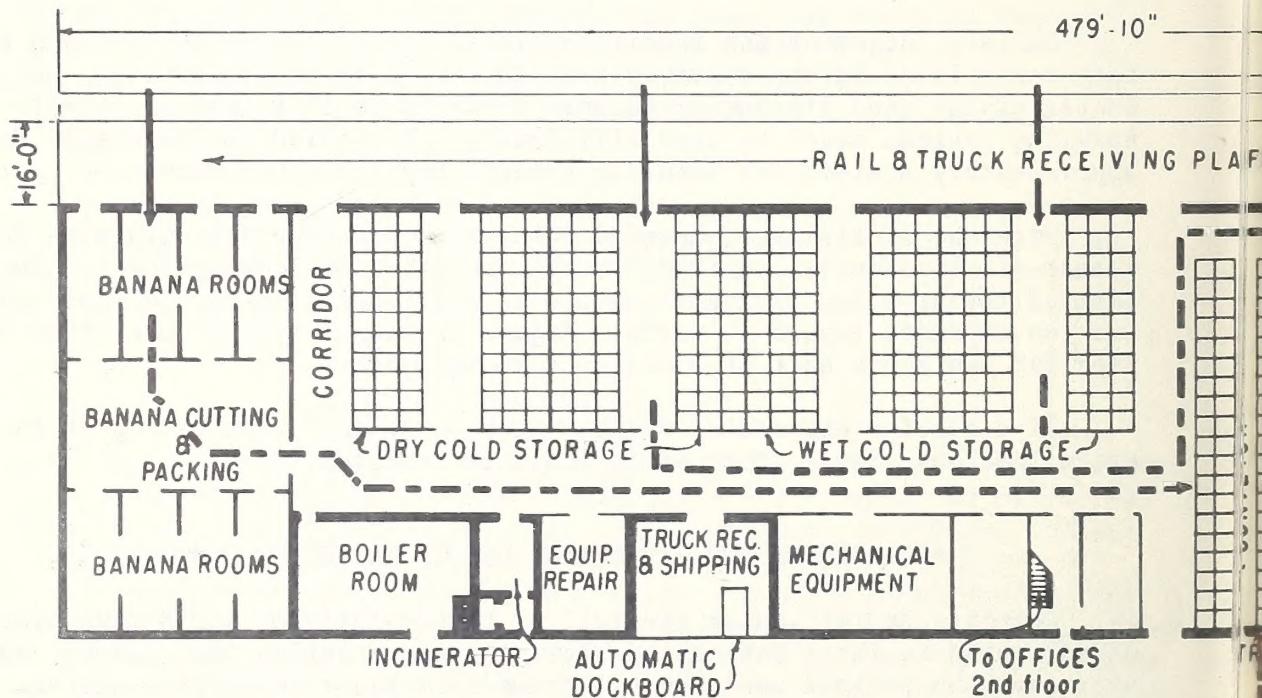 479'-10"
16'-0"
RAIL & TRUCK RECEIVING PLAF
BANANA ROOMS
CORRIDOR
BANANA CUTTING
&
PACKING
DRY COLD STORAGE
WET COLD STORAGE
BANANA ROOMS
BOILER
ROOM
EQUIP.
REPAIR
TRUCK REC.
& SHIPPING
MECHANICAL
EQUIPMENT
INCINERATOR
AUTOMATIC
DOCKBOARD
To OFFICES
2nd floor
TR